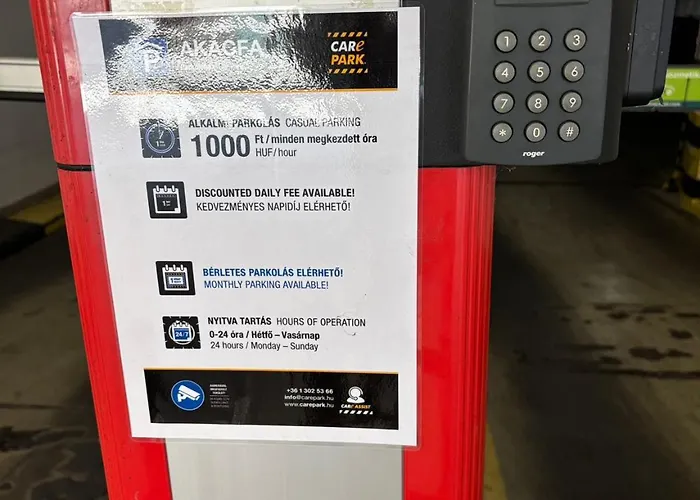 P AKACFA
CARe
PARK
1 2 3
4 5 6
7 8 9
* 0 #
roger
ALKALMI PARKOLÁS CASUAL PARKING
1000 Ft / minden megkezdett óra
HUF/hour
DISCOUNTED DAILY FEE AVAILABLE!
KEDVEZMÉNYES NAPIDÍJ ELÉRHETŐ!
BÉRLETES PARKOLÁS ELÉRHETŐ!
MONTHLY PARKING AVAILABLE!
24/7
NYITVA TARTÁS HOURS OF OPERATION
0-24 óra / Hétfő – Vasárnap
24 hours / Monday – Sunday
+36 1 302 53 66
info@carepark.hu
www.carepark.hu
CARe ASSIST